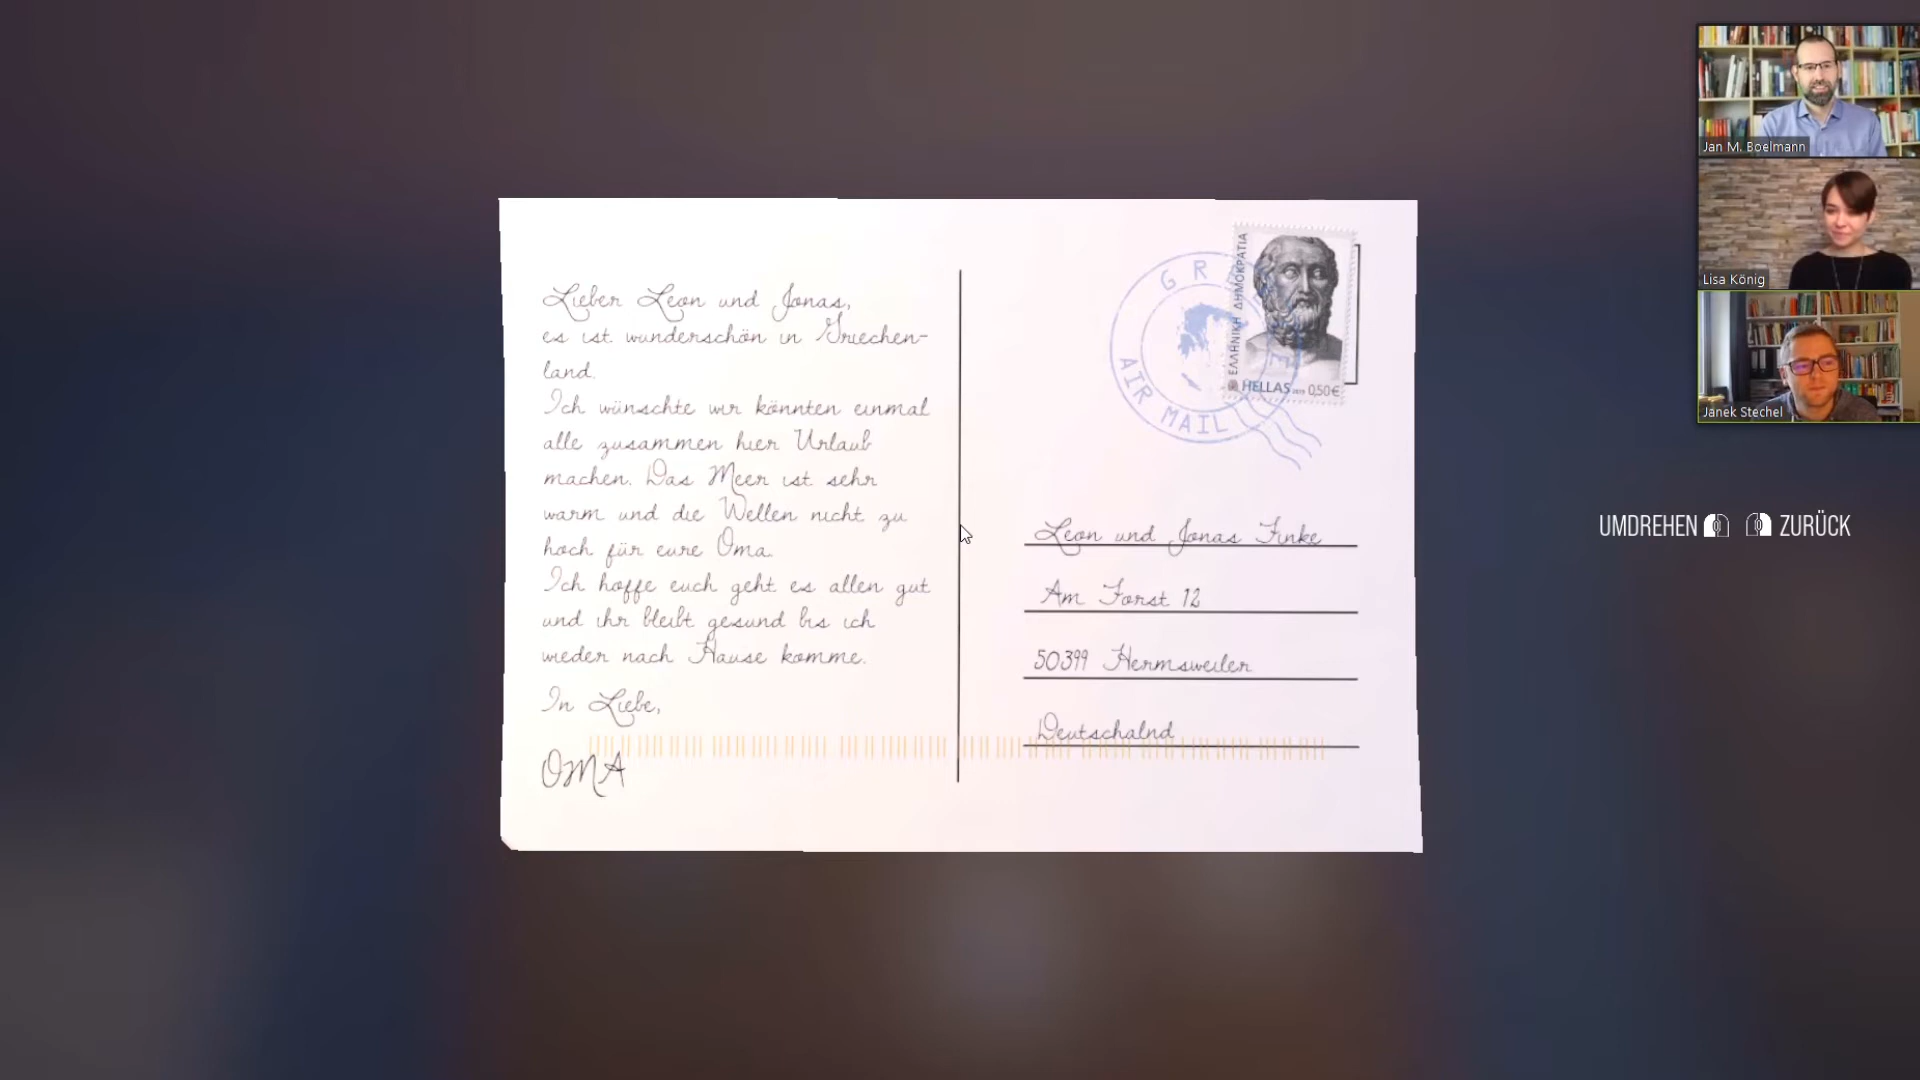 Lieber Leon und Jonas,
es ist wunderschön in Griechen-
land.
Ich wünschte wir könnten einmal
alle zusammen hier Urlaub
machen. Das Meer ist sehr
warm und die Wellen nicht zu
hoch für eure Oma.
Ich hoffe euch geht es allen gut
und ihr bleibt gesund bis ich
wieder nach Hause komme.
In Liebe,
OMA
GREECE
AIR MAIL
ΕΛΛΗΝΙΚΗ ΔΗΜΟΚΡΑΤΙΑ
HELLAS 0,50€
Leon und Jonas Finke
Am Forst 12
50399 Hermsweiler
Deutschalnd
Jan M. Boelmann
Lisa König
Janek Stechel
UMDREHEN ZURÜCK